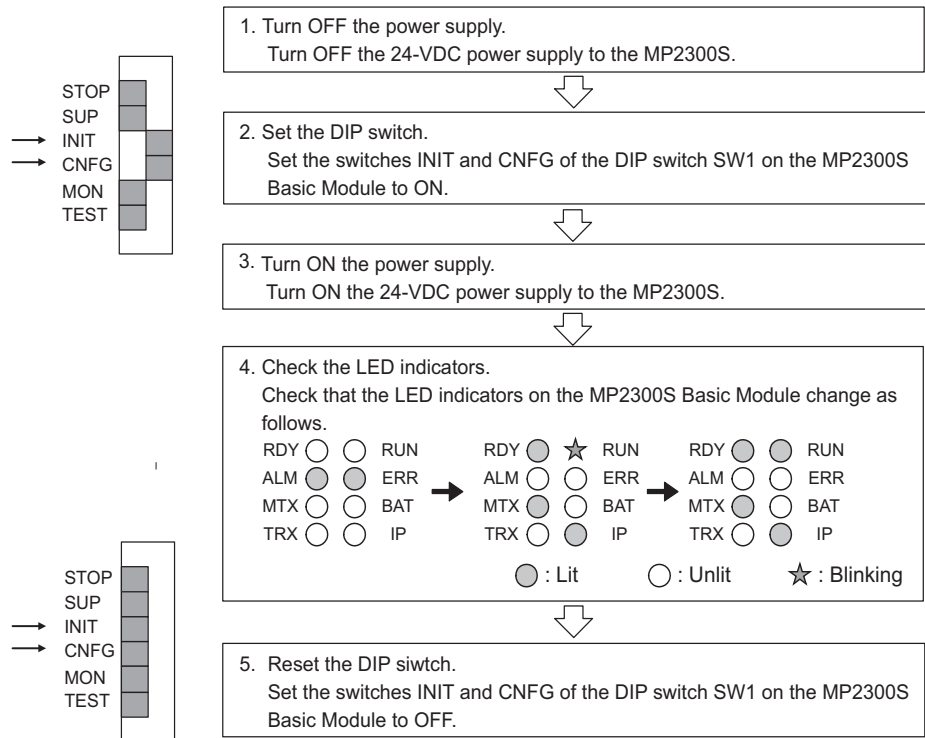 1. Turn OFF the power supply.
Turn OFF the 24-VDC power supply to the MP2300S.
STOP
SUP
INIT
CNFG
MON
TEST
2. Set the DIP switch.
Set the switches INIT and CNFG of the DIP switch SW1 on the MP2300S
Basic Module to ON.
3. Turn ON the power supply.
Turn ON the 24-VDC power supply to the MP2300S.
4. Check the LED indicators.
Check that the LED indicators on the MP2300S Basic Module change as
follows.
RDY RUN RDY RUN RDY RUN
ALM ERR ALM ERR ALM ERR
MTX BAT MTX BAT MTX BAT
TRX IP TRX IP TRX IP
: Lit : Unlit : Blinking
STOP
SUP
INIT
CNFG
MON
TEST
5. Reset the DIP siwtch.
Set the switches INIT and CNFG of the DIP switch SW1 on the MP2300S
Basic Module to OFF.